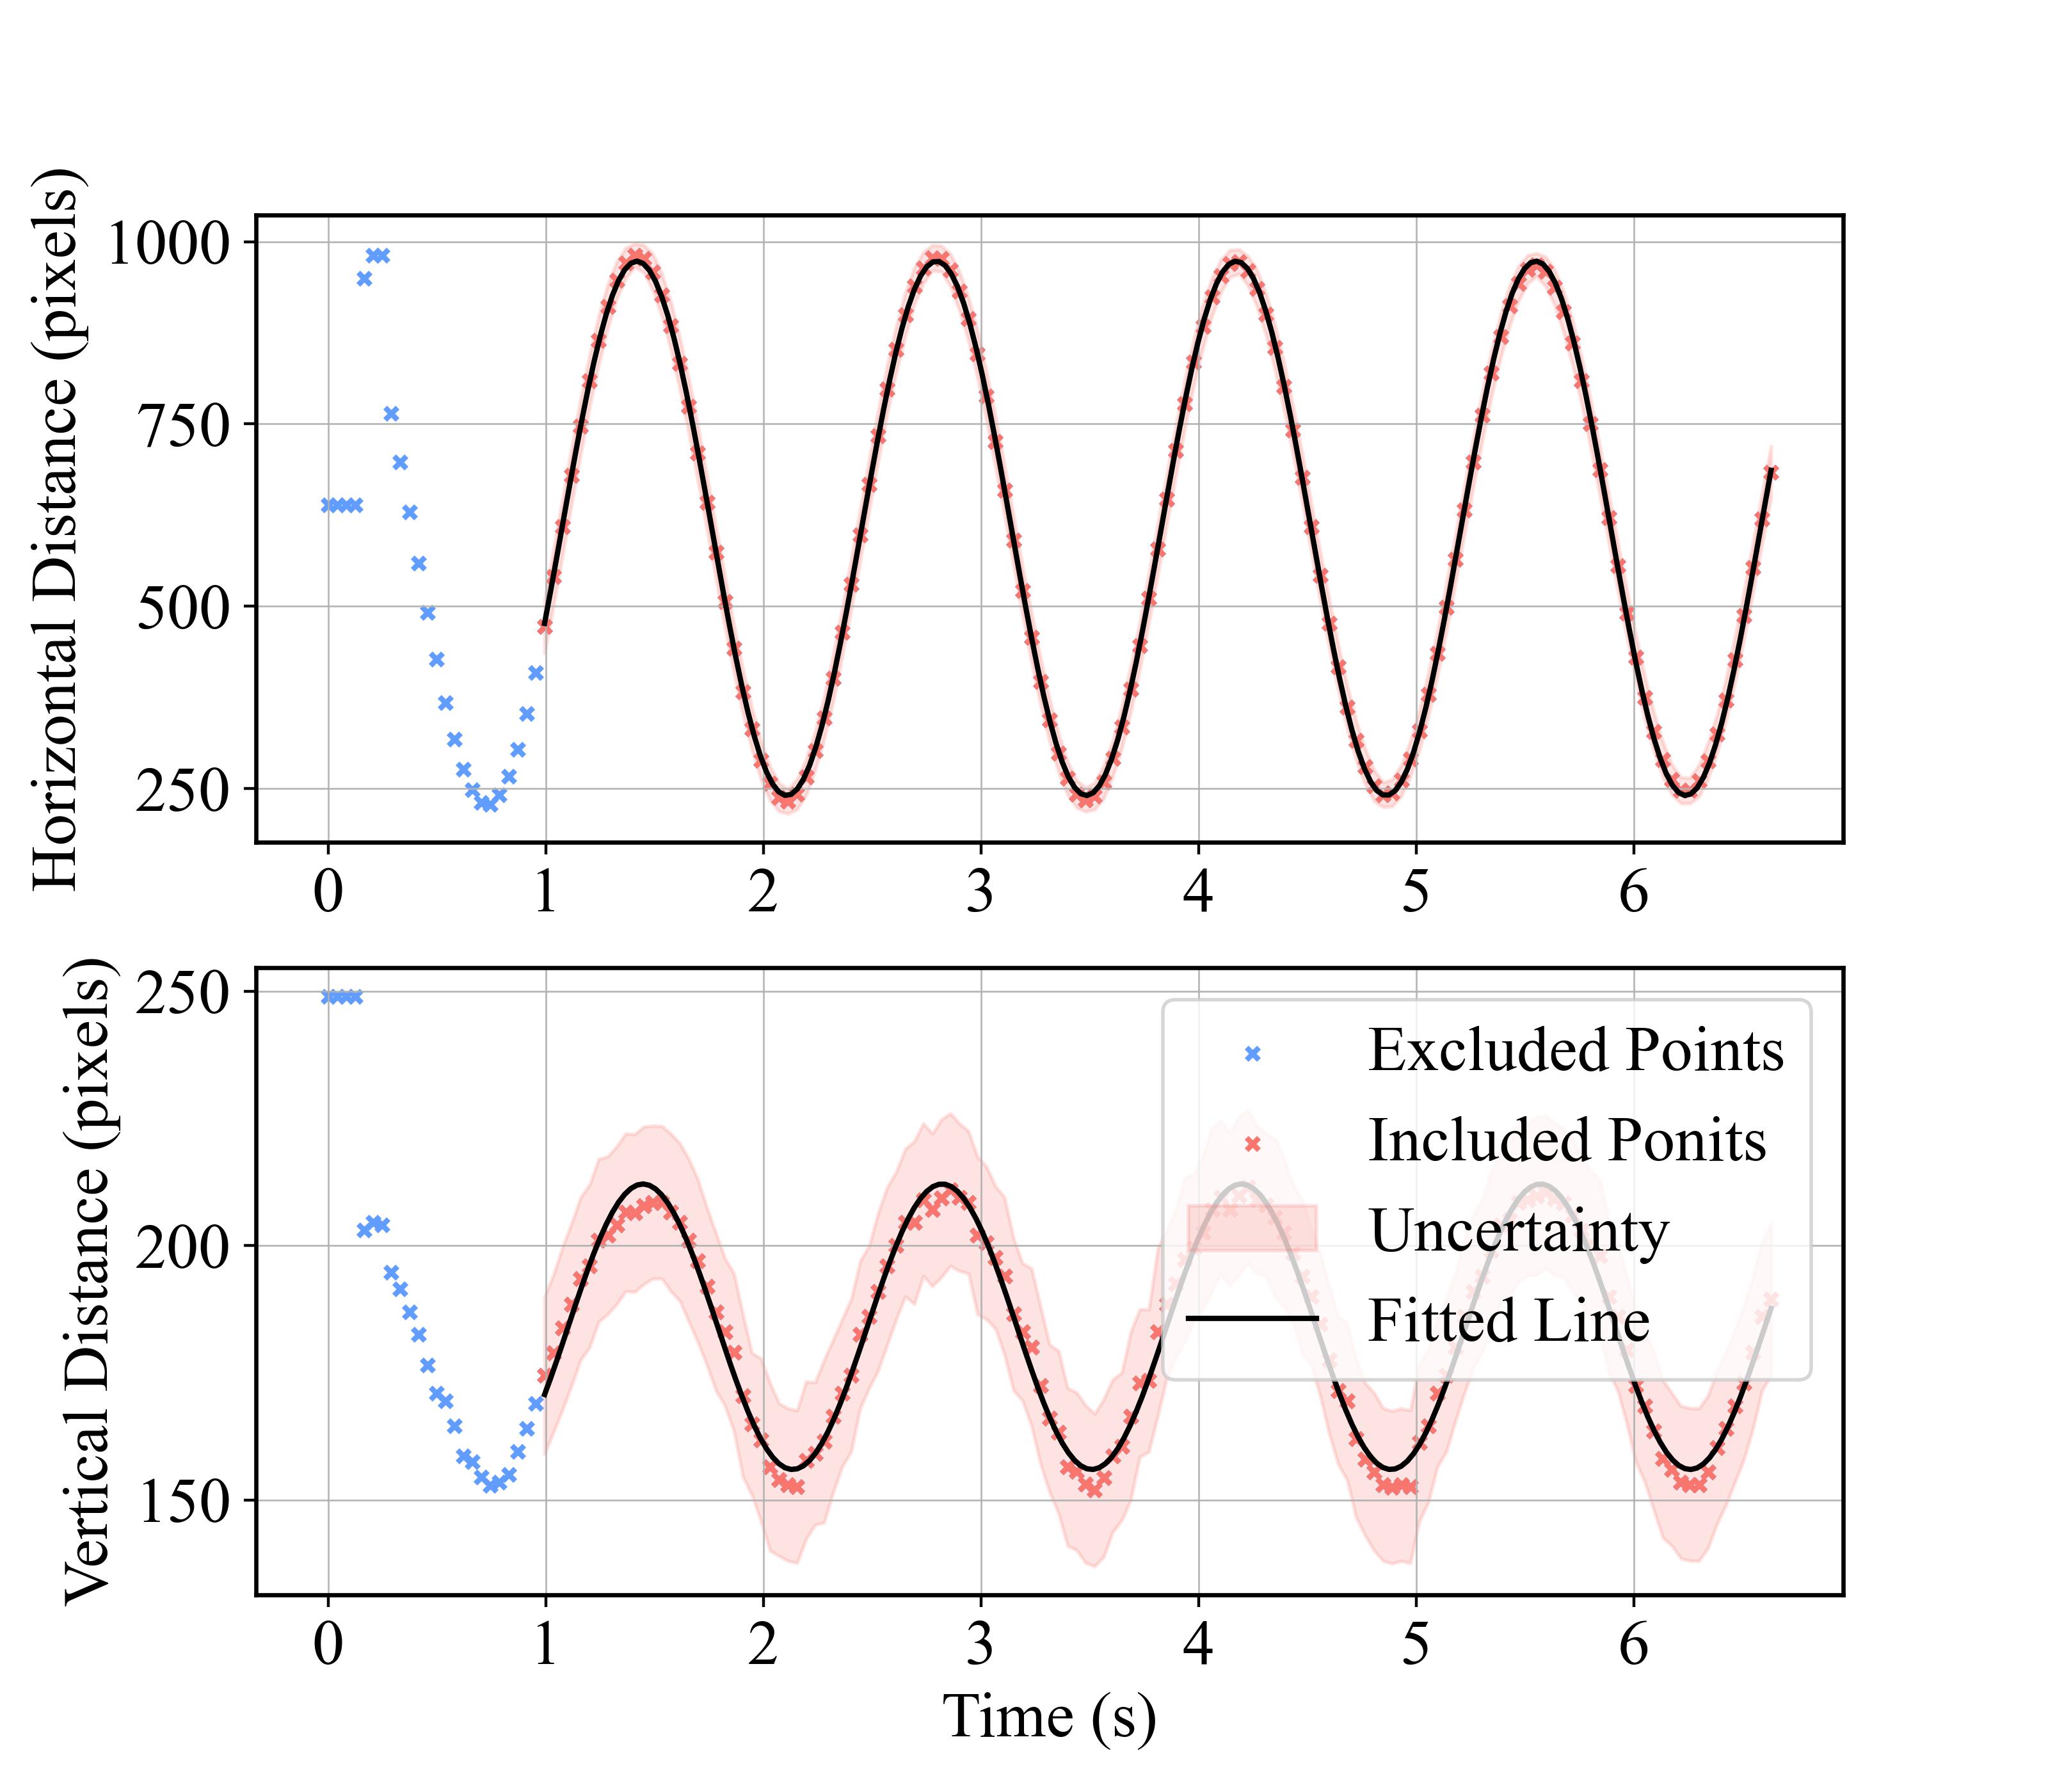 Horizontal Distance (pixels)
1000
750
500
250
0 1 2 3 4 5 6
Vertical Distance (pixels)
250
200
150
Excluded Points
Included Ponits
Uncertainty
Fitted Line
0 1 2 3 4 5 6
Time (s)